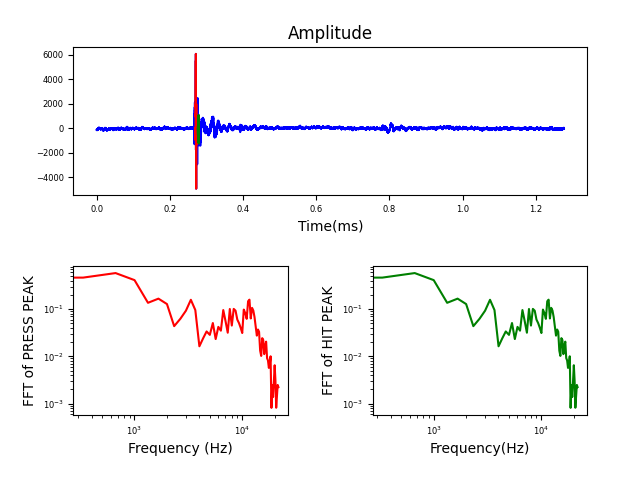 Amplitude
6000
4000
2000
0
−2000
−4000
0.0 0.2 0.4 0.6 0.8 1.0 1.2
Time(ms)
FFT of PRESS PEAK
10⁻¹
10⁻²
10⁻³
10³ 10⁴
Frequency (Hz)
FFT of HIT PEAK
10⁻¹
10⁻²
10⁻³
10³ 10⁴
Frequency(Hz)